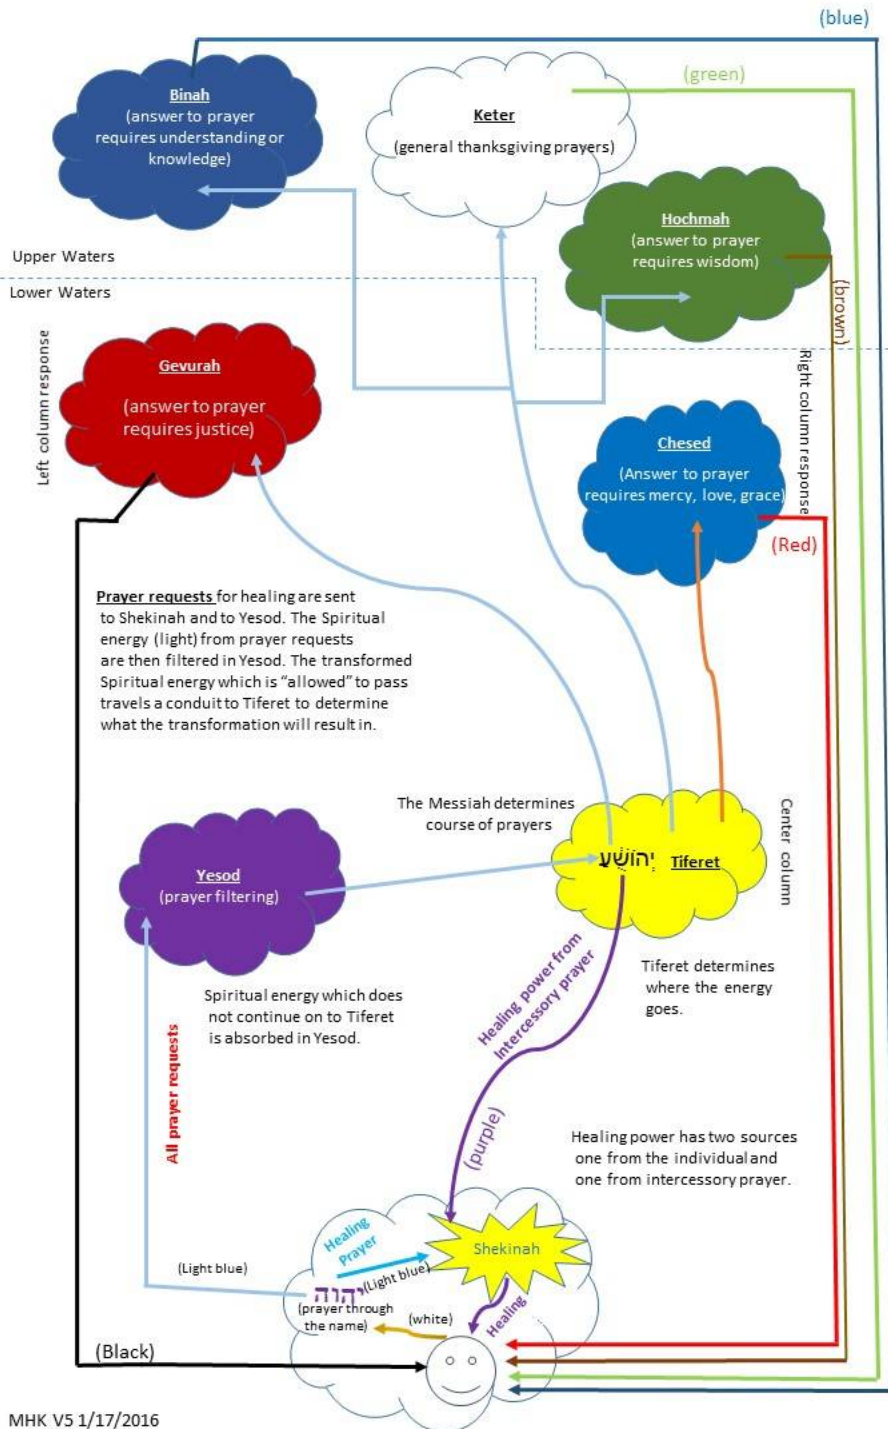 (blue)
Binah
(answer to prayer
requires understanding or
knowledge)
(green)
Keter
(general thanksgiving prayers)
Hochmah
(answer to prayer
requires wisdom)
(brown)
Upper Waters
Lower Waters
Left column response
Gevurah
(answer to prayer
requires justice)
Right column response
Chesed
(Answer to prayer
requires mercy, love, grace)
(Red)
Prayer requests for healing are sent
to Shekinah and to Yesod. The Spiritual
energy (light) from prayer requests
are then filtered in Yesod. The transformed
Spiritual energy which is “allowed” to pass
travels a conduit to Tiferet to determine
what the transformation will result in.
The Messiah determines
course of prayers
Center column
Yesod
(prayer filtering)
יְהוֹשֻׁעַ Tiferet
Tiferet determines
where the energy
goes.
Spiritual energy which does
not continue on to Tiferet
is absorbed in Yesod.
Healing power from
Intercessory prayer
All prayer requests
(purple)
Healing power has two sources
one from the individual and
one from intercessory prayer.
Healing
Prayer
Shekinah
(Light blue)
(Light blue)
יהוה
(prayer through
the name)
(white)
Healing
(Black)
MHK V5 1/17/2016